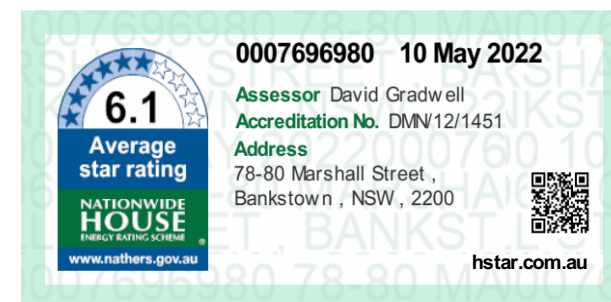 0007696980 10 May 2022
Assessor David Gradwell
Accreditation No. DMN/12/1451
Address
78-80 Marshall Street ,
Bankstown , NSW , 2200
hstar.com.au
6.1
Average
star rating
NATIONWIDE
HOUSE
ENERGY RATING SCHEME
www.nathers.gov.au